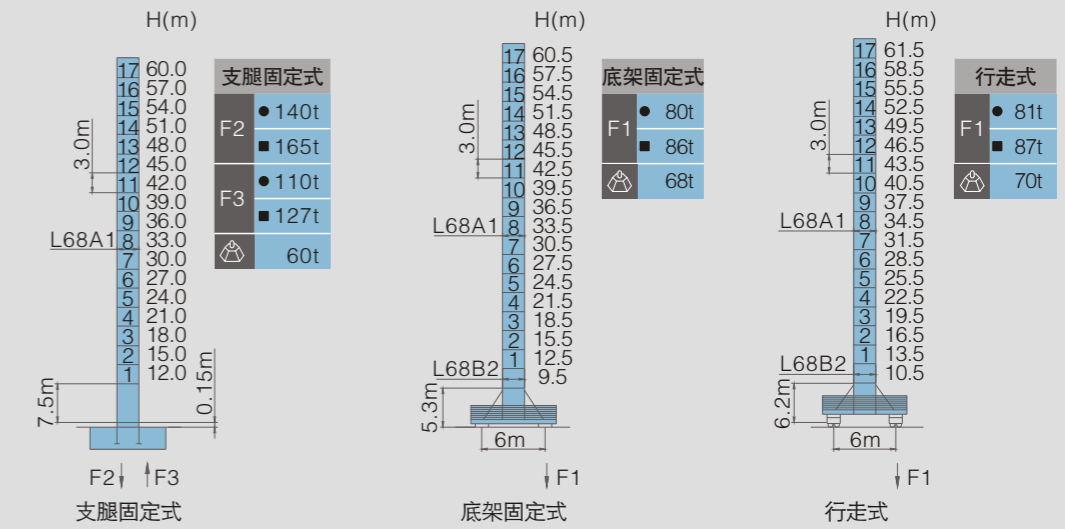 H(m)
17 60.0
16 57.0
15 54.0
14 51.0
13 48.0
12 45.0
11 42.0
10 39.0
9 36.0
8 33.0
7 30.0
6 27.0
5 24.0
4 21.0
3 18.0
2 15.0
1 12.0
3.0m
L68A1
7.5m
0.15m
F2 F3
支腿固定式
支腿固定式
F2 ● 140t
■ 165t
F3 ● 110t
■ 127t
60t
H(m)
17 60.5
16 57.5
15 54.5
14 51.5
13 48.5
12 45.5
11 42.5
10 39.5
9 36.5
8 33.5
7 30.5
6 27.5
5 24.5
4 21.5
3 18.5
2 15.5
1 12.5
9.5
3.0m
L68A1
L68B2
5.3m
6m
F1
底架固定式
底架固定式
F1 ● 80t
■ 86t
68t
H(m)
17 61.5
16 58.5
15 55.5
14 52.5
13 49.5
12 46.5
11 43.5
10 40.5
9 37.5
8 34.5
7 31.5
6 28.5
5 25.5
4 22.5
3 19.5
2 16.5
1 13.5
10.5
3.0m
L68A1
L68B2
6.2m
6m
F1
行走式
行走式
F1 ● 81t
■ 87t
70t